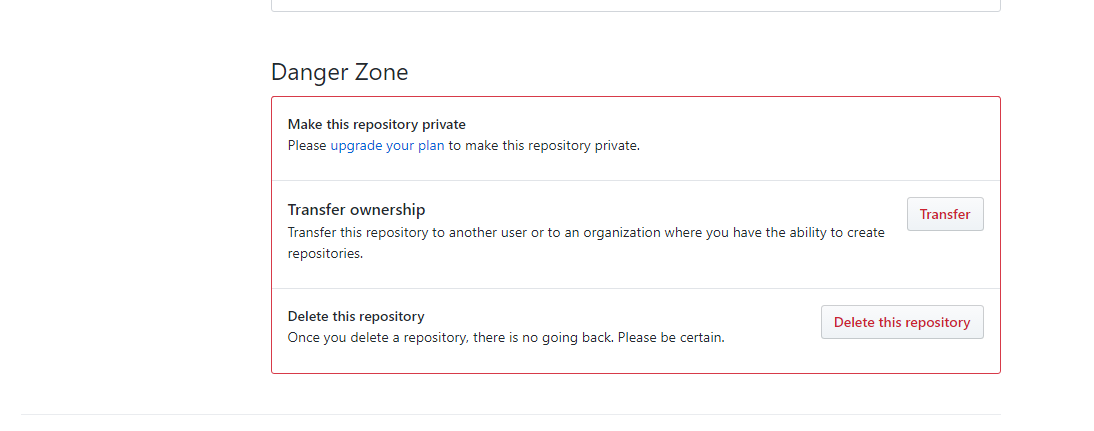 Danger Zone
Make this repository private
Please upgrade your plan to make this repository private.
Transfer ownership
Transfer
Transfer this repository to another user or to an organization where you have the ability to create
repositories.
Delete this repository
Delete this repository
Once you delete a repository, there is no going back. Please be certain.